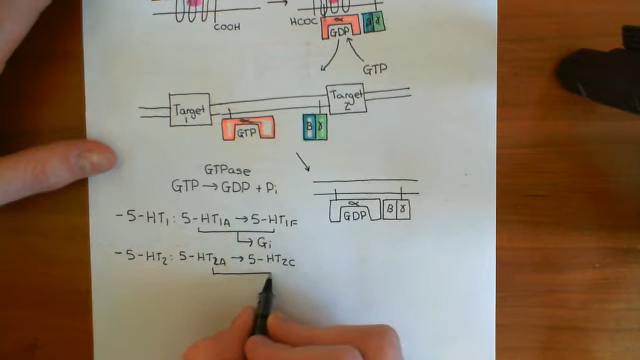 COOH
HCOC
α
GDP
β γ
GTP
Target 1
Target 2
GTP
β γ
GTPase
GTP → GDP + Pi
α
GDP
β γ
-5-HT₁: 5-HT₁A → 5-HT₁F
→ Gi
-5-HT₂: 5-HT₂A → 5-HT₂C